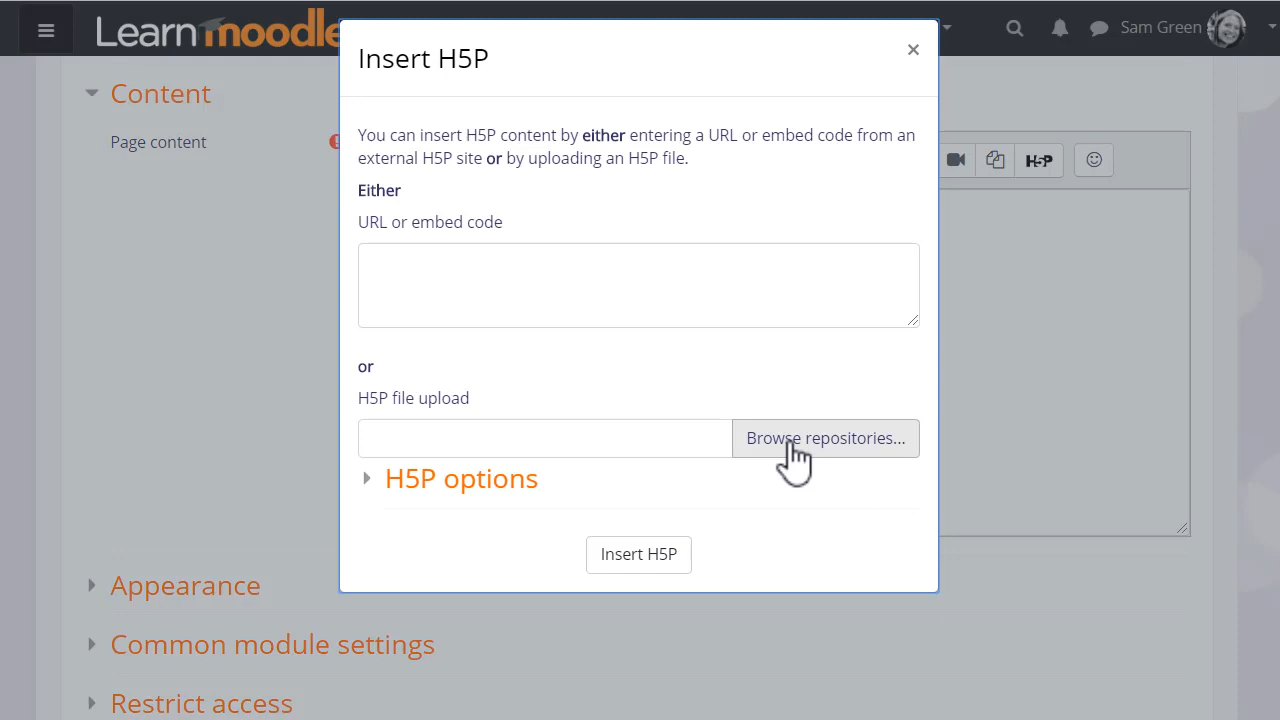 Learn moodle
Sam Green
Insert H5P
×
Content
Page content
You can insert H5P content by either entering a URL or embed code from an
external H5P site or by uploading an H5P file.
H5P
Either
URL or embed code
or
H5P file upload
Browse repositories...
H5P options
Insert H5P
Appearance
Common module settings
Restrict access